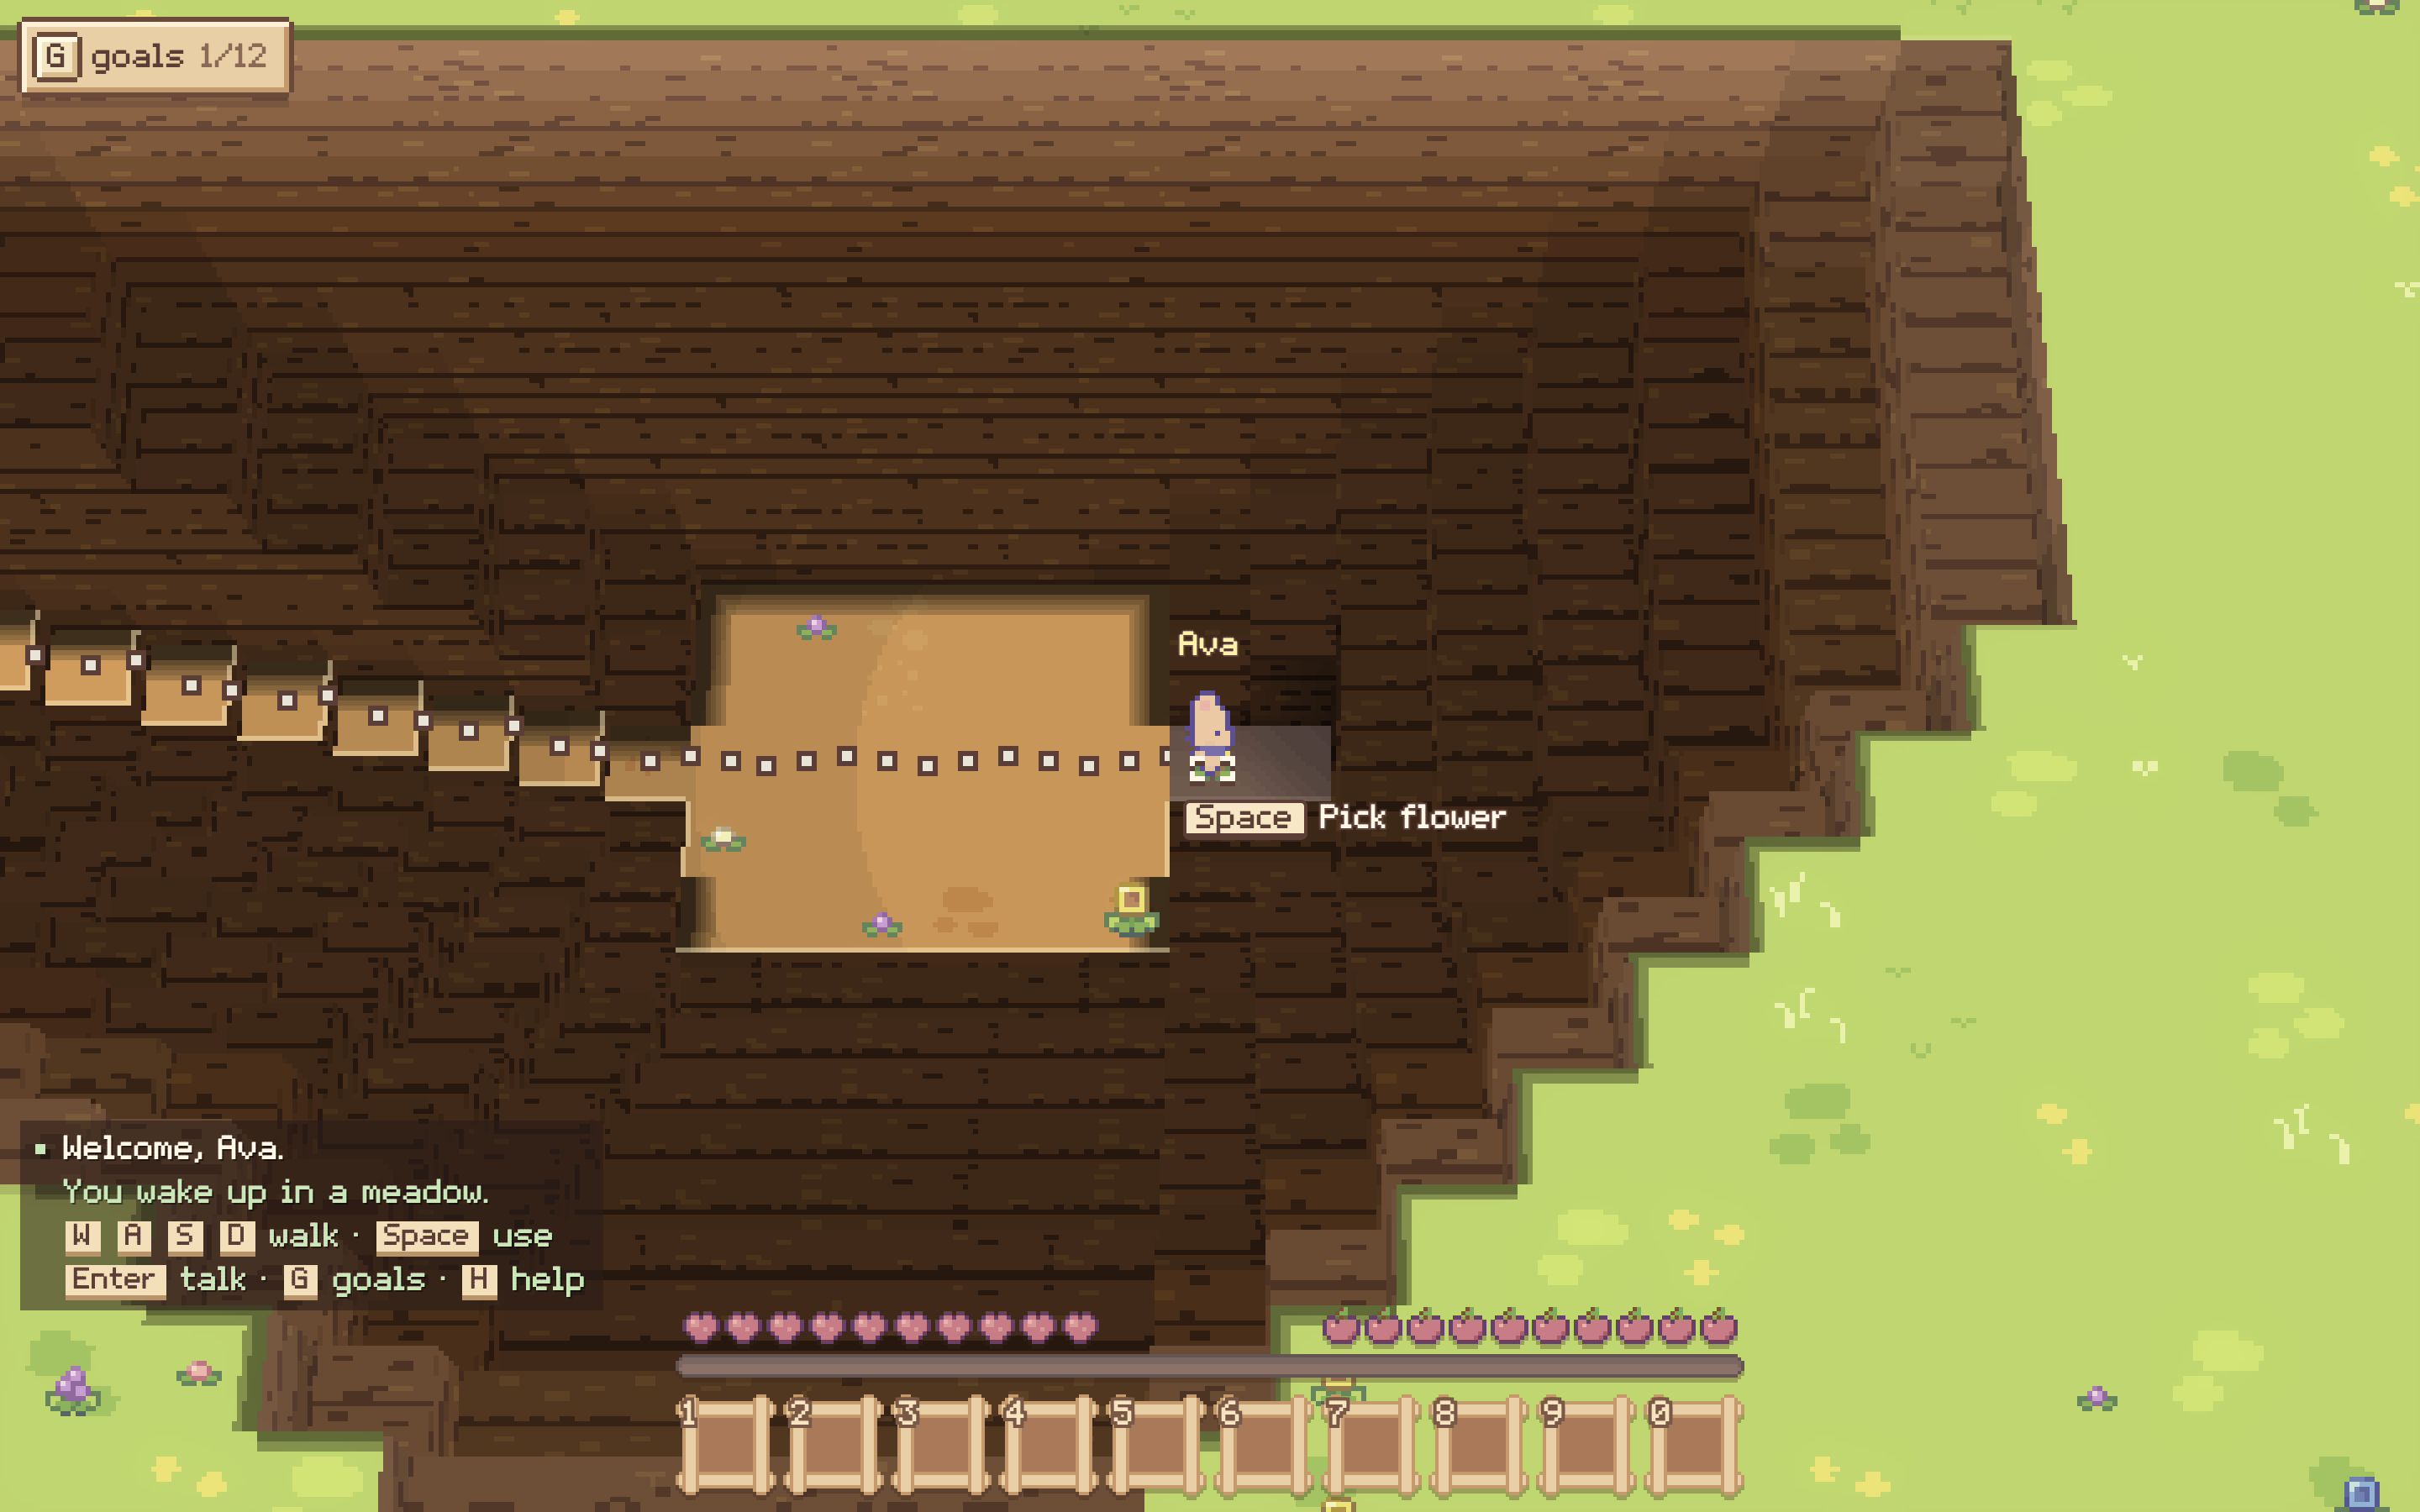 G goals 1/12
Ava
Space Pick flower
Welcome, Ava.
You wake up in a meadow.
W A S D walk · Space use
Enter talk · G goals · H help
1 2 3 4 5 6 7 8 9 0